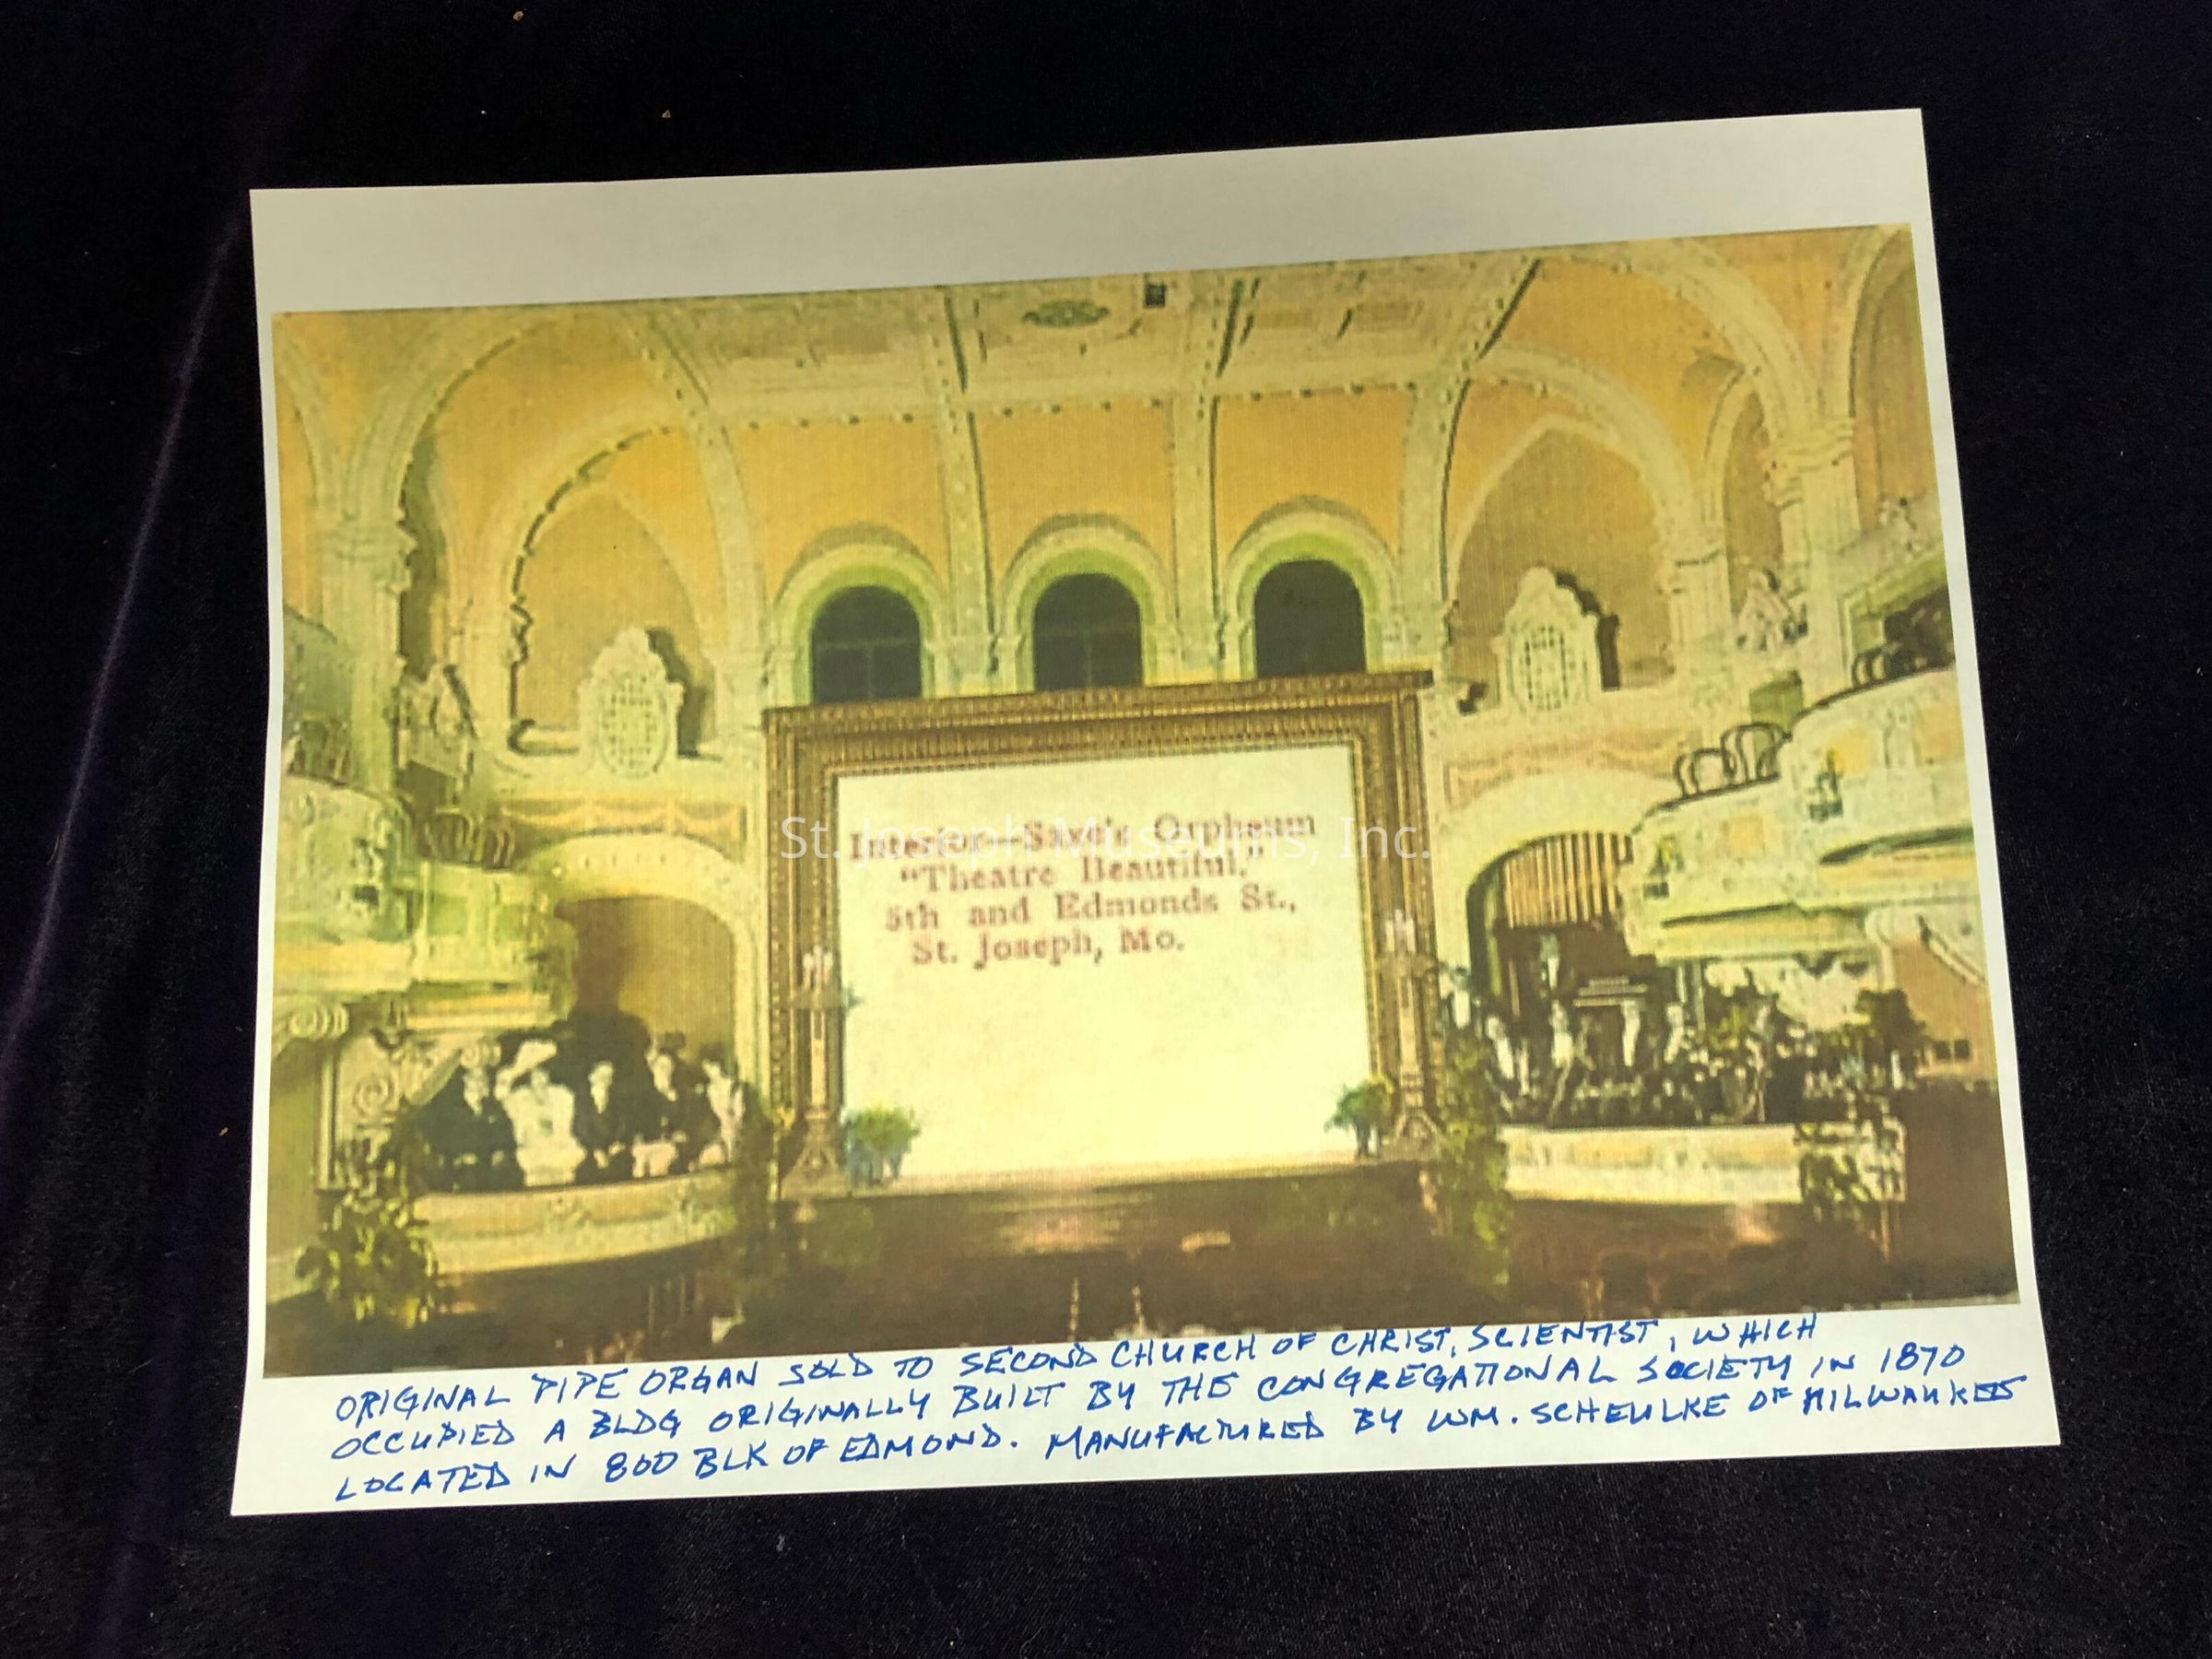 Interior Saxe's Orpheum
"Theatre Beautiful,"
5th and Edmonds St.,
St. Joseph, Mo.
St. Joseph Museums, Inc.
ORIGINAL PIPE ORGAN SOLD TO SECOND CHURCH OF CHRIST, SCIENTIST, WHICH
OCCUPIED A BLDG ORIGINALLY BUILT BY THE CONGREGATIONAL SOCIETY IN 1870
LOCATED IN 800 BLK OF EDMOND. MANUFACTURED BY WM. SCHEULKE OF MILWAUKEE